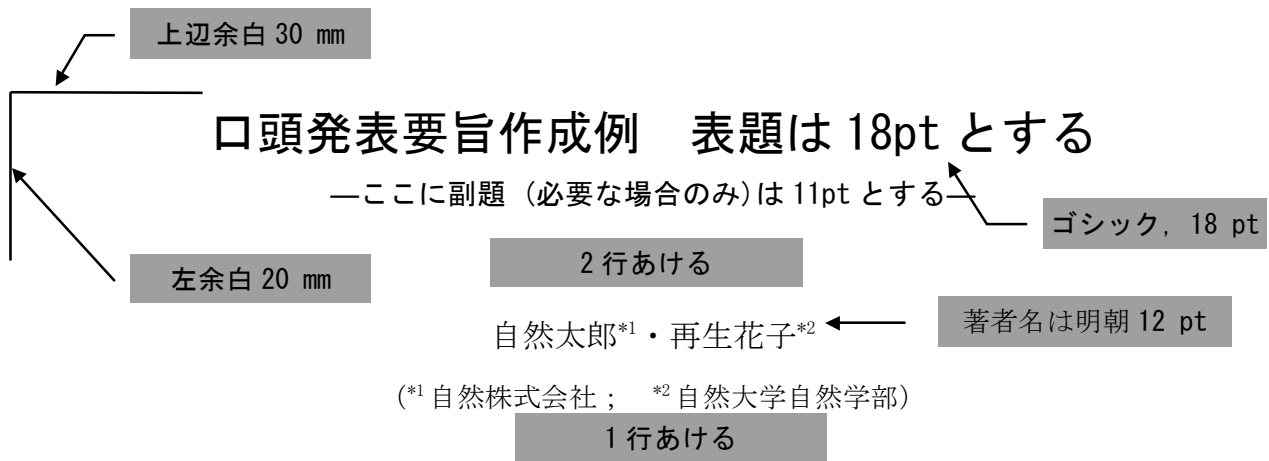 上辺余白 30 mm
口頭発表要旨作成例　表題は 18pt とする
―ここに副題（必要な場合のみ）は 11pt とする―
ゴシック, 18 pt
左余白 20 mm
2 行あける
自然太郎*1・再生花子*2
著者名は明朝 12 pt
(*1 自然株式会社； *2 自然大学自然学部)
1 行あける